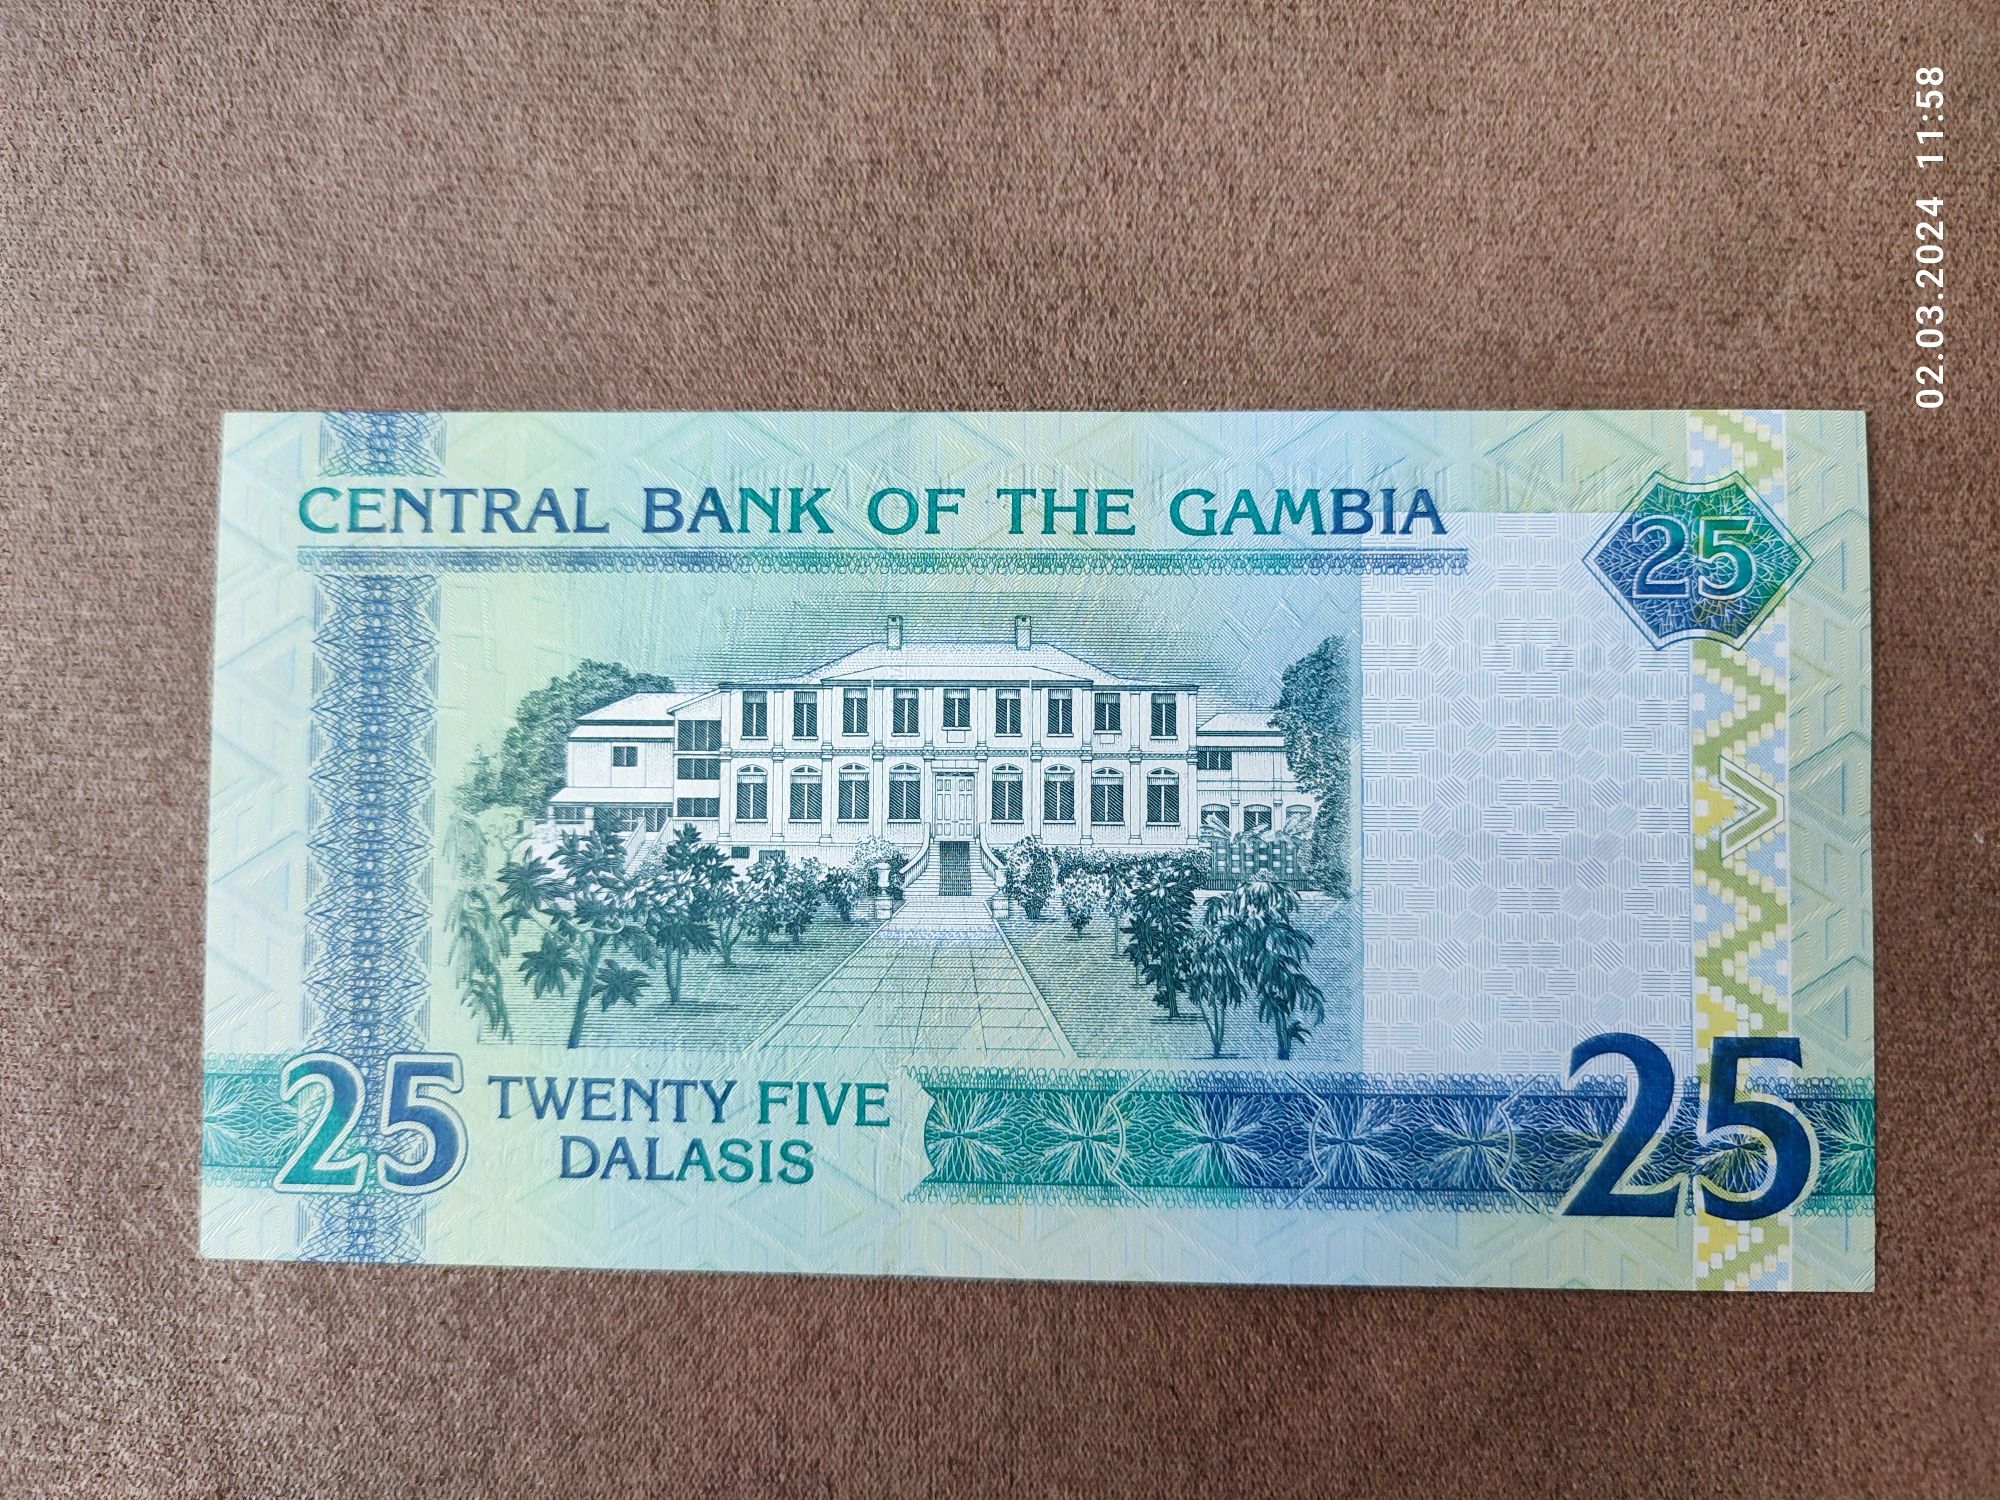 02.03.2024 11:58
CENTRAL BANK OF THE GAMBIA
25
25
TWENTY FIVE
DALASIS
25